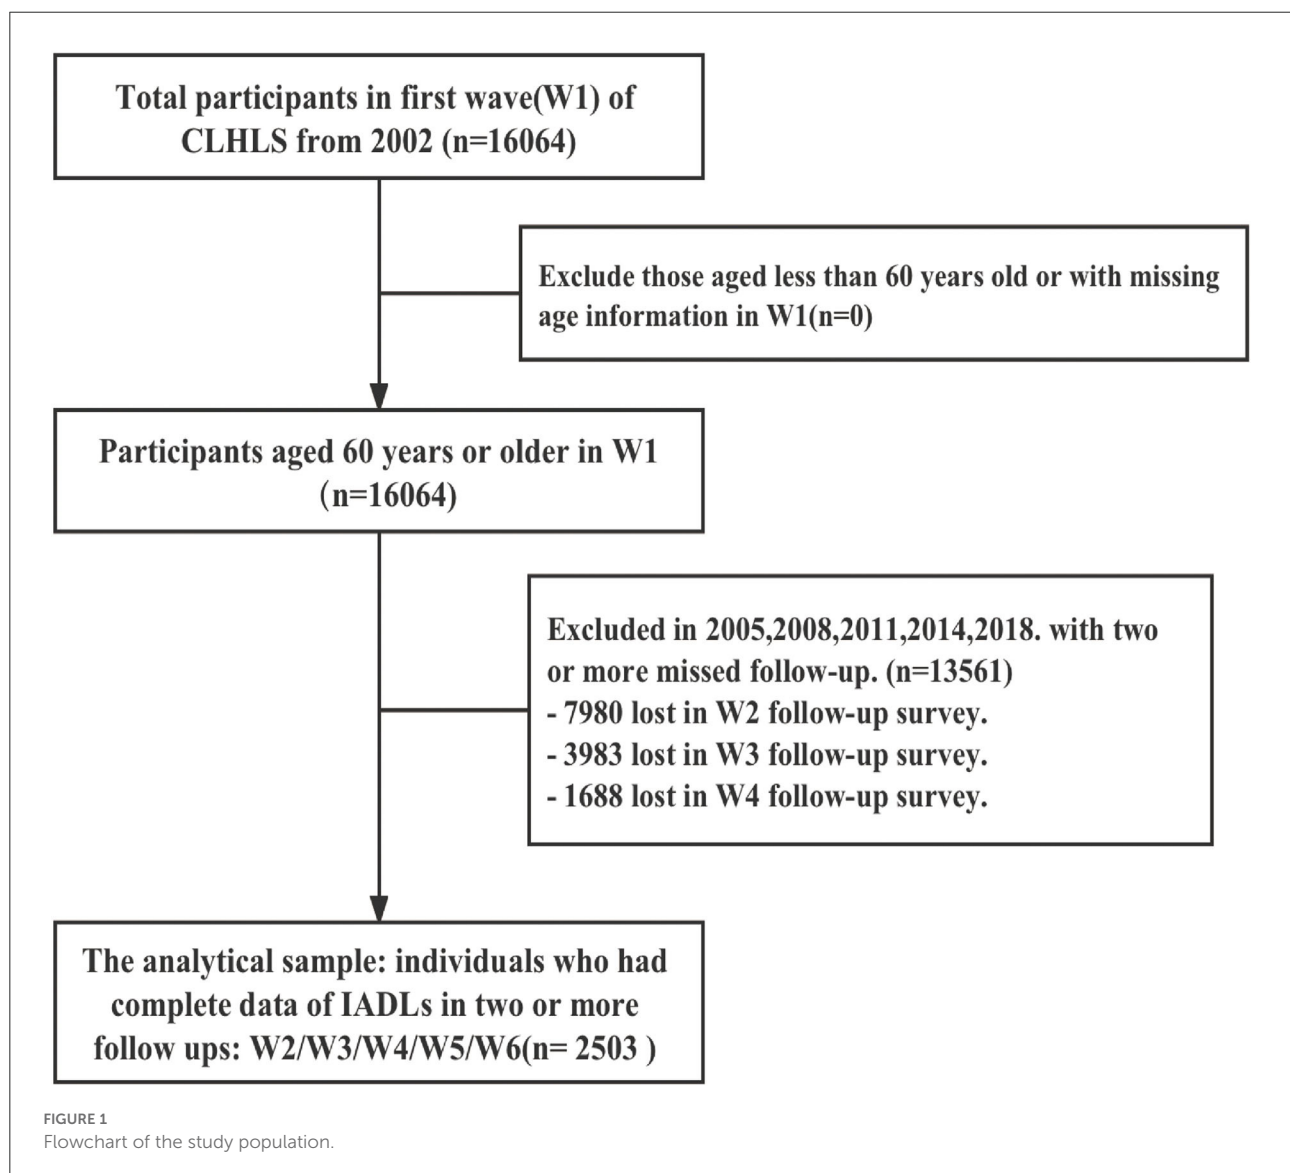 Total participants in first wave(W1) of
CLHLS from 2002 (n=16064)
Exclude those aged less than 60 years old or with missing
age information in W1(n=0)
Participants aged 60 years or older in W1
(n=16064)
Excluded in 2005,2008,2011,2014,2018. with two
or more missed follow-up. (n=13561)
- 7980 lost in W2 follow-up survey.
- 3983 lost in W3 follow-up survey.
- 1688 lost in W4 follow-up survey.
The analytical sample: individuals who had
complete data of IADLs in two or more
follow ups: W2/W3/W4/W5/W6(n= 2503 )
FIGURE 1
Flowchart of the study population.